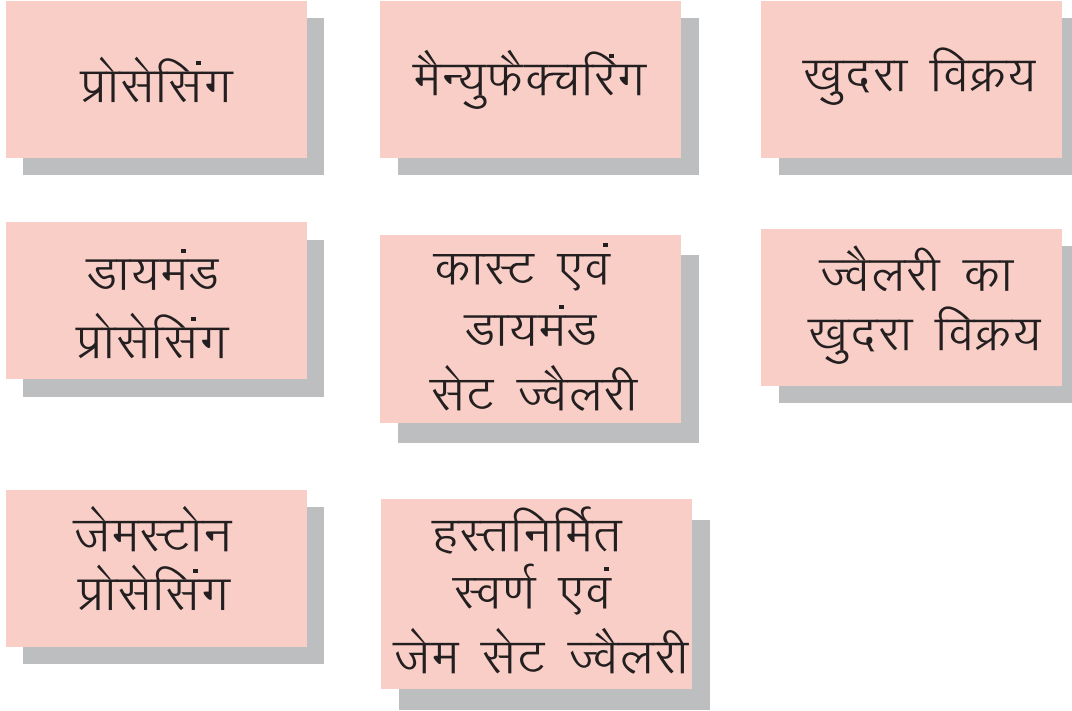 प्रोसेसिंग
मैन्युफैक्चरिंग
खुदरा विक्रय
डायमंड
प्रोसेसिंग
कास्ट एवं
डायमंड
सेट ज्वैलरी
ज्वैलरी का
खुदरा विक्रय
जेमस्टोन
प्रोसेसिंग
हस्तनिर्मित
स्वर्ण एवं
जेम सेट ज्वैलरी